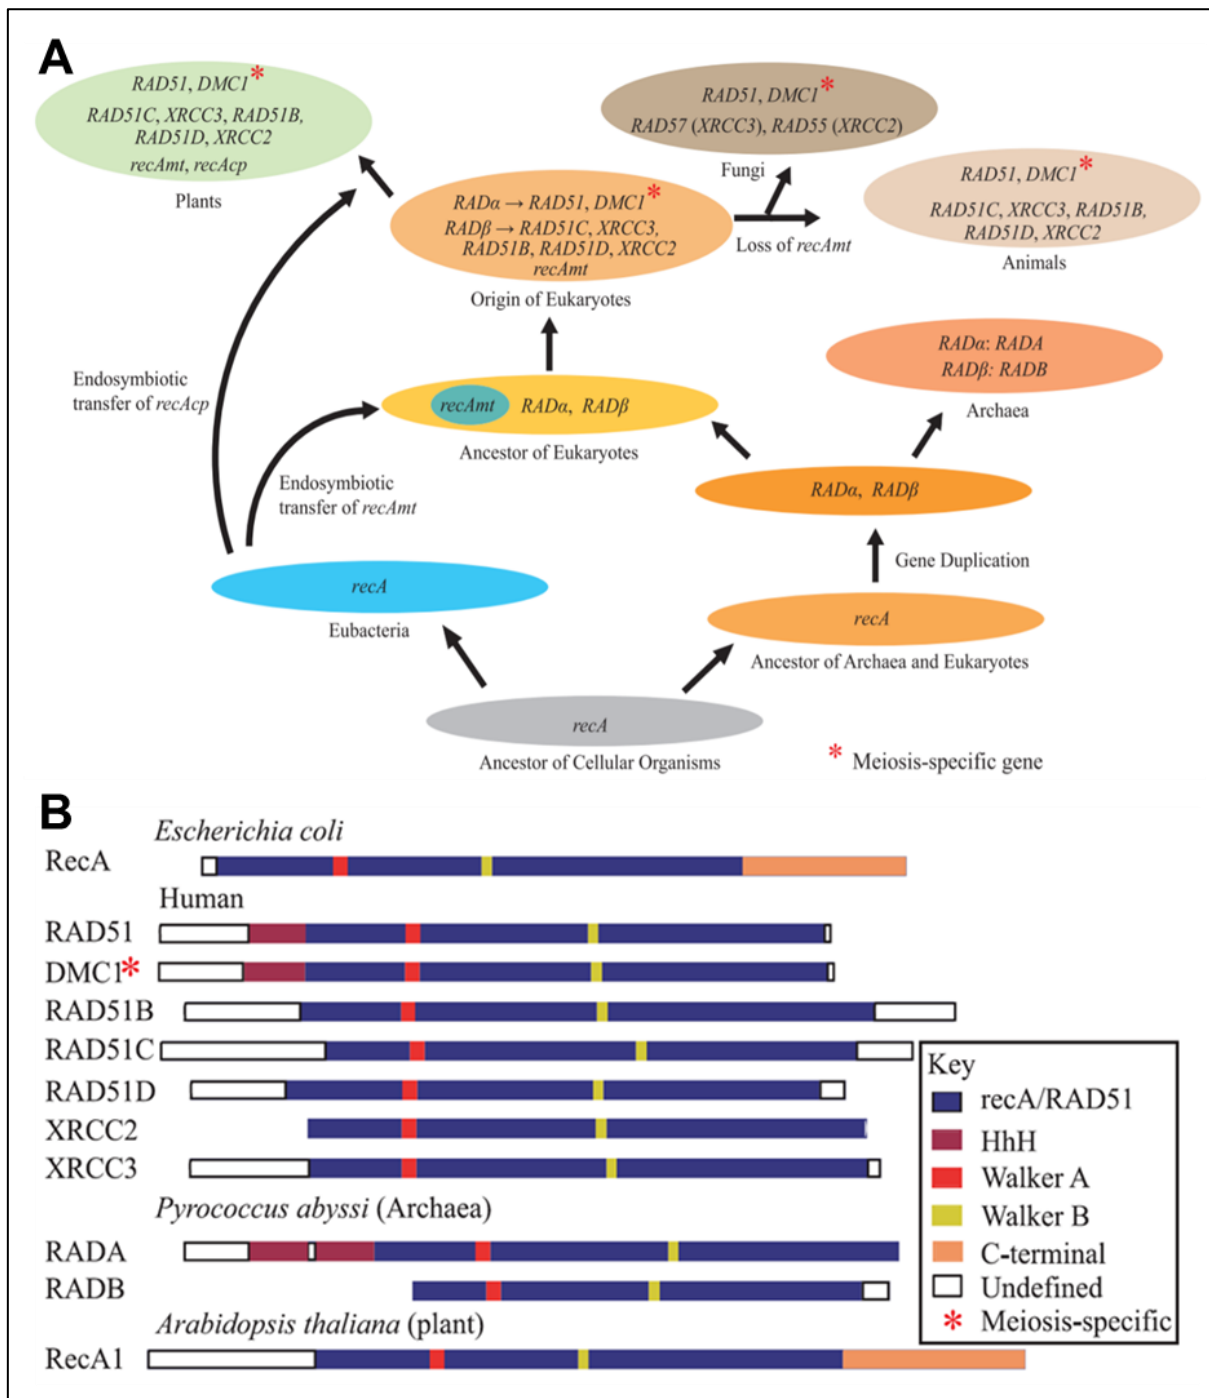 A
RAD51, DMC1*
RAD51C, XRCC3, RAD51B,
RAD51D, XRCC2
recAmt, recAcp
Plants
RAD51, DMC1*
RAD57 (XRCC3), RAD55 (XRCC2)
Fungi
RAD51, DMC1*
RAD51C, XRCC3, RAD51B,
RAD51D, XRCC2
Animals
RADα → RAD51, DMC1*
RADβ → RAD51C, XRCC3,
RAD51B, RAD51D, XRCC2
recAmt
Origin of Eukaryotes
Loss of recAmt
RADα: RADA
RADβ: RADB
Archaea
Endosymbiotic
transfer of recAcp
recAmt RADα, RADβ
Ancestor of Eukaryotes
Endosymbiotic
transfer of recAmt
RADα, RADβ
Gene Duplication
recA
Eubacteria
recA
Ancestor of Archaea and Eukaryotes
recA
Ancestor of Cellular Organisms
* Meiosis-specific gene
B
Escherichia coli
RecA
Human
RAD51
DMC1*
RAD51B
RAD51C
RAD51D
XRCC2
XRCC3
Pyrococcus abyssi (Archaea)
RADA
RADB
Arabidopsis thaliana (plant)
RecA1
Key
recA/RAD51
HhH
Walker A
Walker B
C-terminal
Undefined
* Meiosis-specific